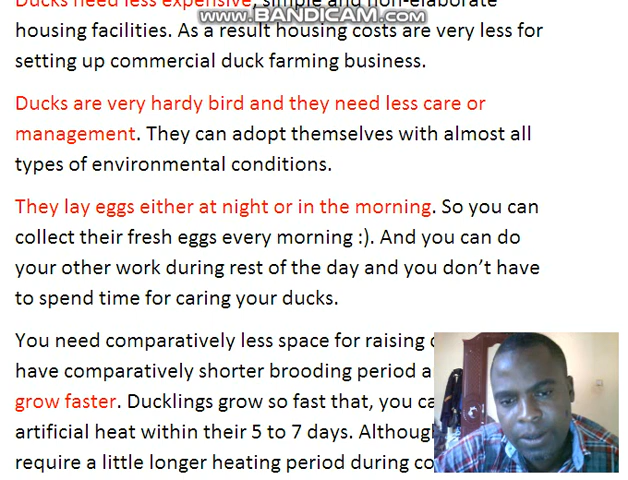 Ducks need less expensive, simple and non-elaborate
www.BANDICAM.com
housing facilities. As a result housing costs are very less for
setting up commercial duck farming business.
Ducks are very hardy bird and they need less care or
management. They can adopt themselves with almost all
types of environmental conditions.
They lay eggs either at night or in the morning. So you can
collect their fresh eggs every morning :). And you can do
your other work during rest of the day and you don’t have
to spend time for caring your ducks.
You need comparatively less space for raising
have comparatively shorter brooding period
grow faster. Ducklings grow so fast that, you
artificial heat within their 5 to 7 days.
require a little longer heating period during